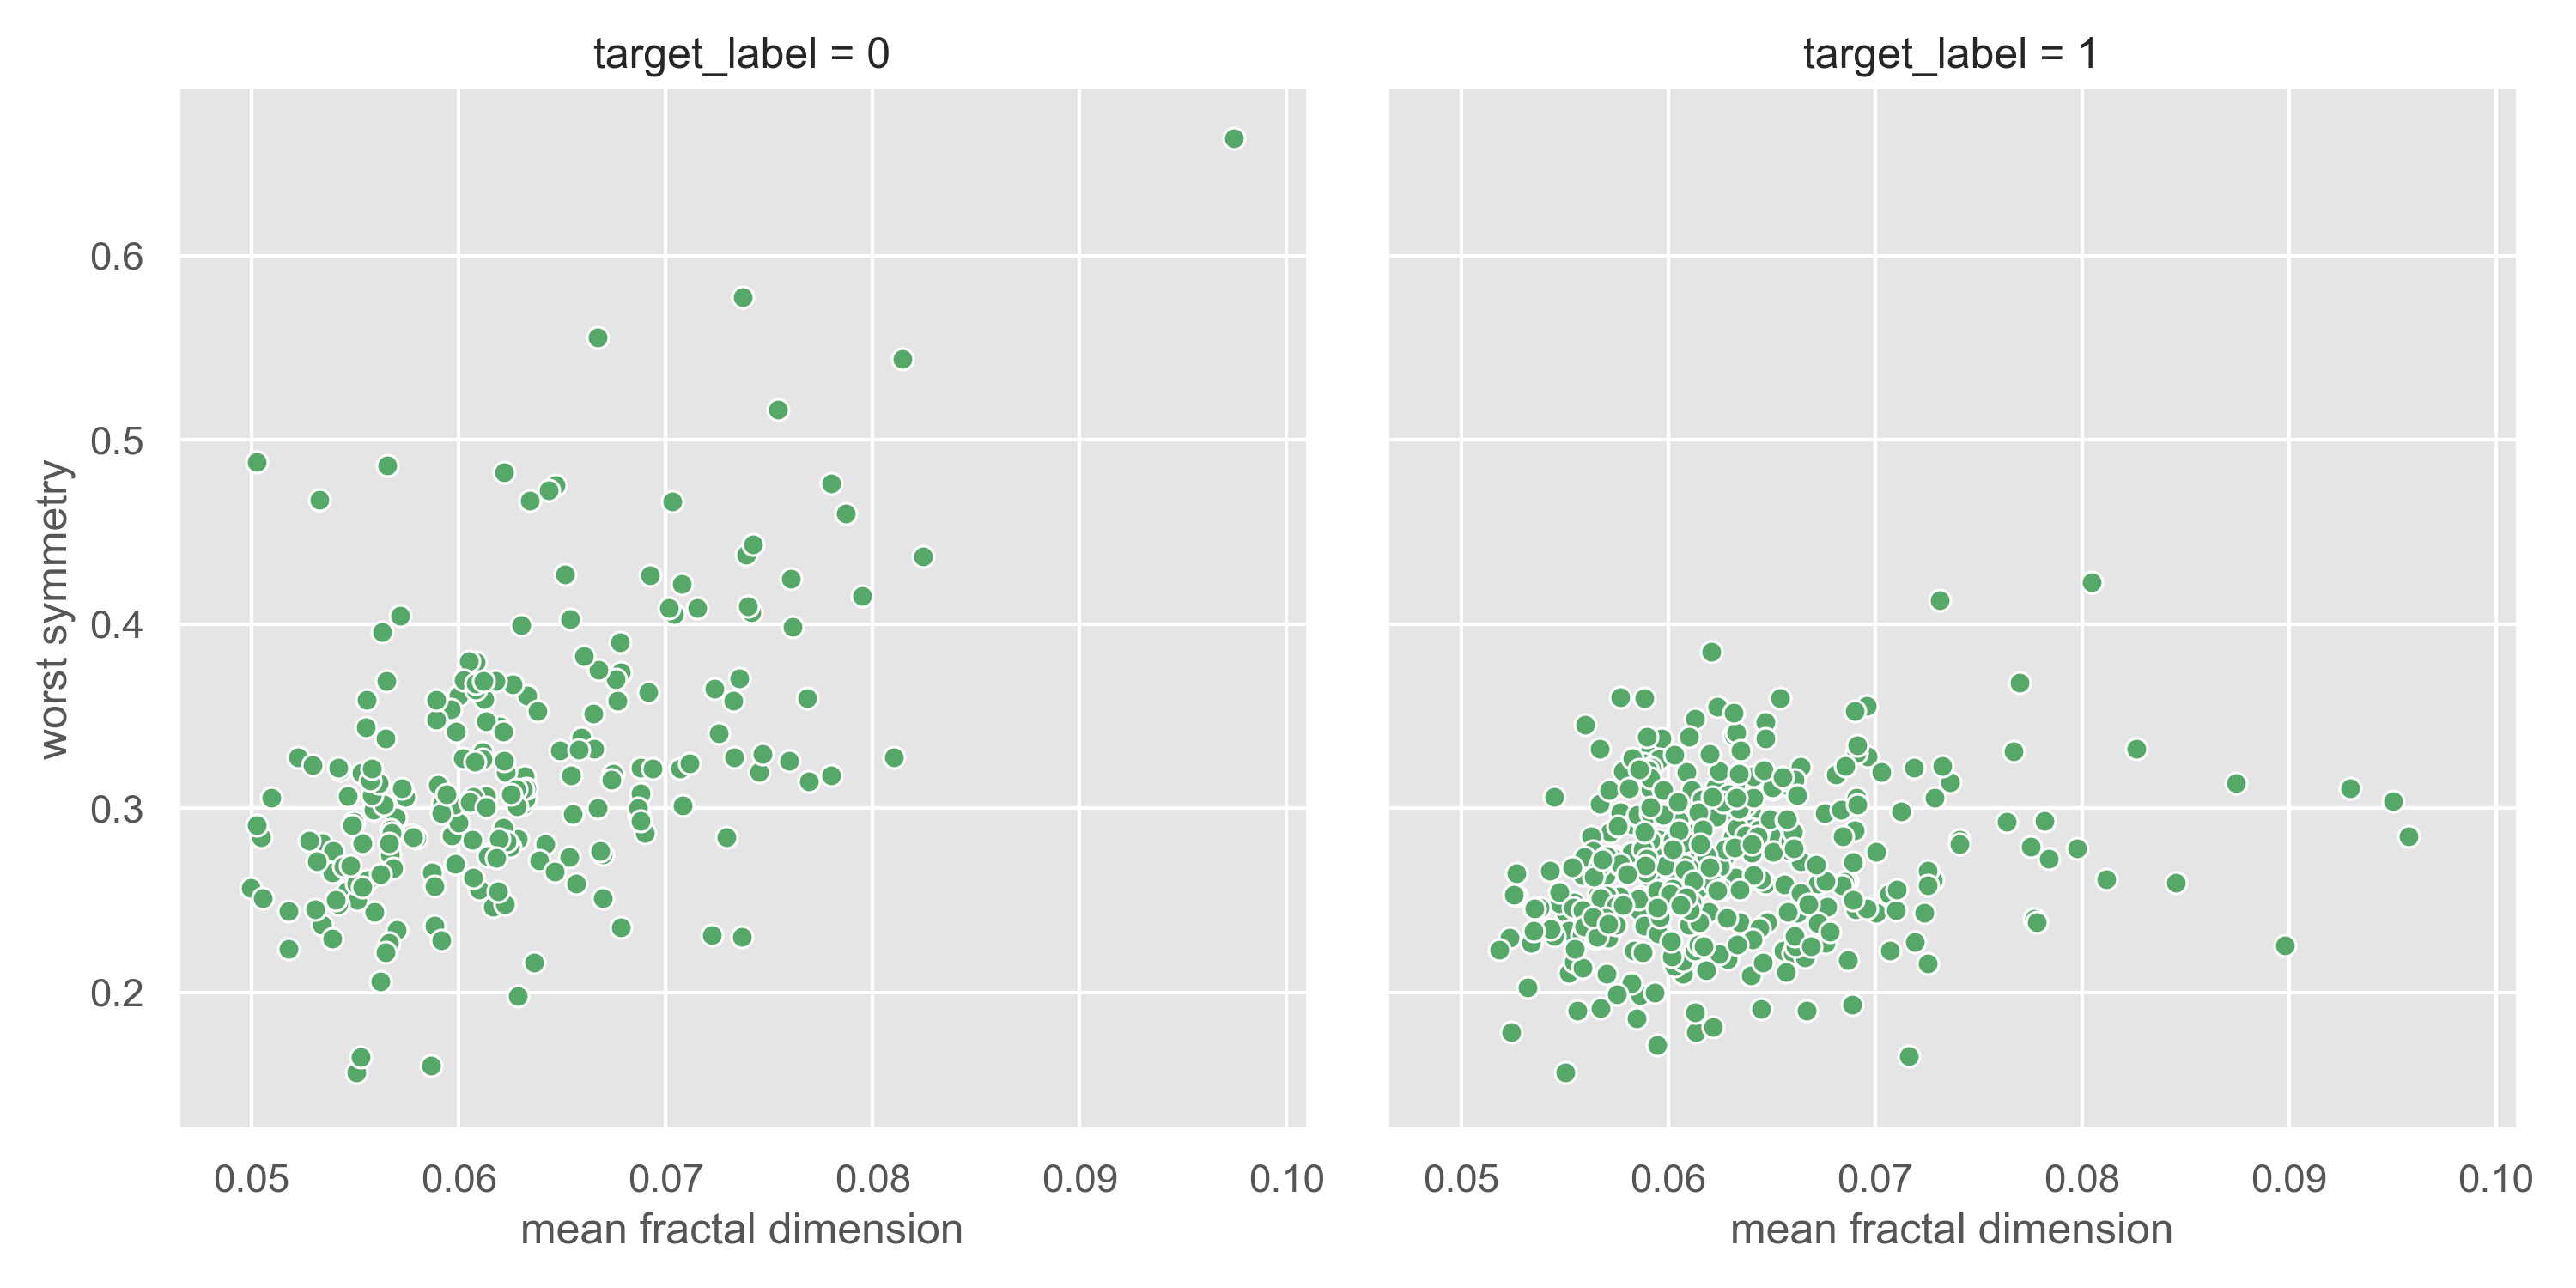 target_label = 0
target_label = 1
worst symmetry
0.6
0.5
0.4
0.3
0.2
0.05 0.06 0.07 0.08 0.09 0.10
0.05 0.06 0.07 0.08 0.09 0.10
mean fractal dimension
mean fractal dimension